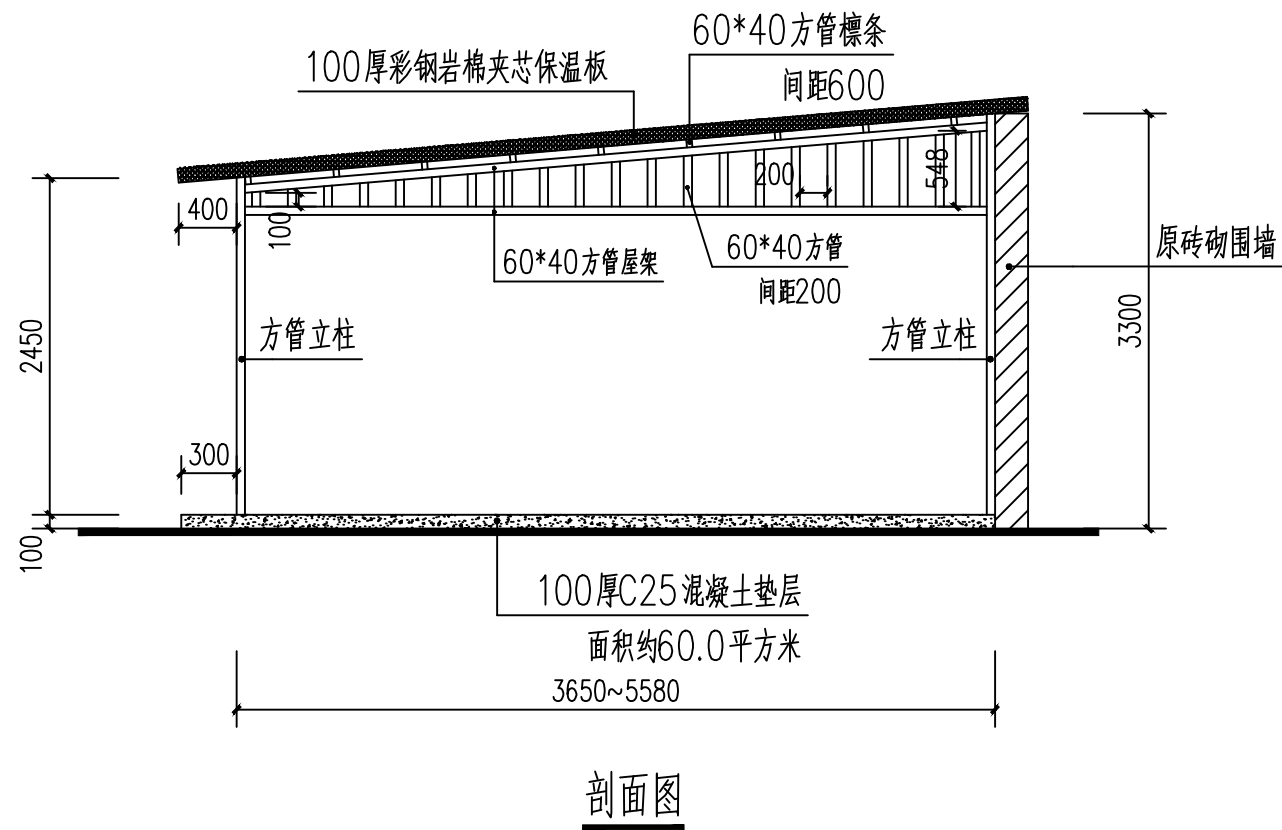 60*40方管檩条
100厚彩钢岩棉夹芯保温板
间距600
200
548
400
100
原砖砌围墙
60*40方管屋架
60*40方管
间距200
方管立柱
方管立柱
2450
3300
300
100
100厚C25混凝土垫层
面积约60.0平方米
3650~5580
剖面图